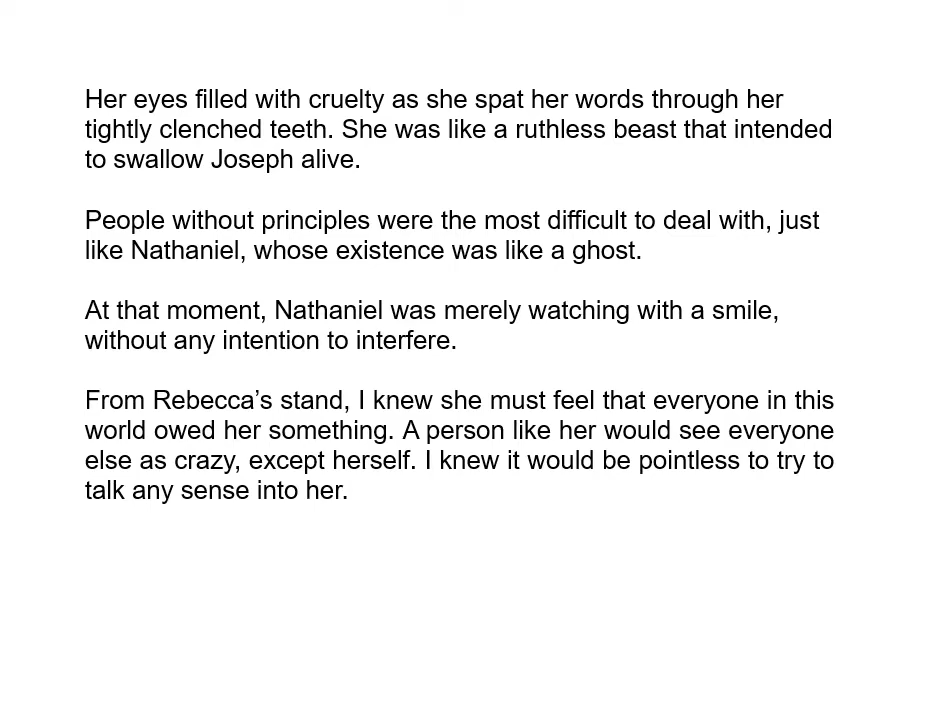 Her eyes filled with cruelty as she spat her words through her
tightly clenched teeth. She was like a ruthless beast that intended
to swallow Joseph alive.
People without principles were the most difficult to deal with, just
like Nathaniel, whose existence was like a ghost.
At that moment, Nathaniel was merely watching with a smile,
without any intention to interfere.
From Rebecca’s stand, I knew she must feel that everyone in this
world owed her something. A person like her would see everyone
else as crazy, except herself. I knew it would be pointless to try to
talk any sense into her.